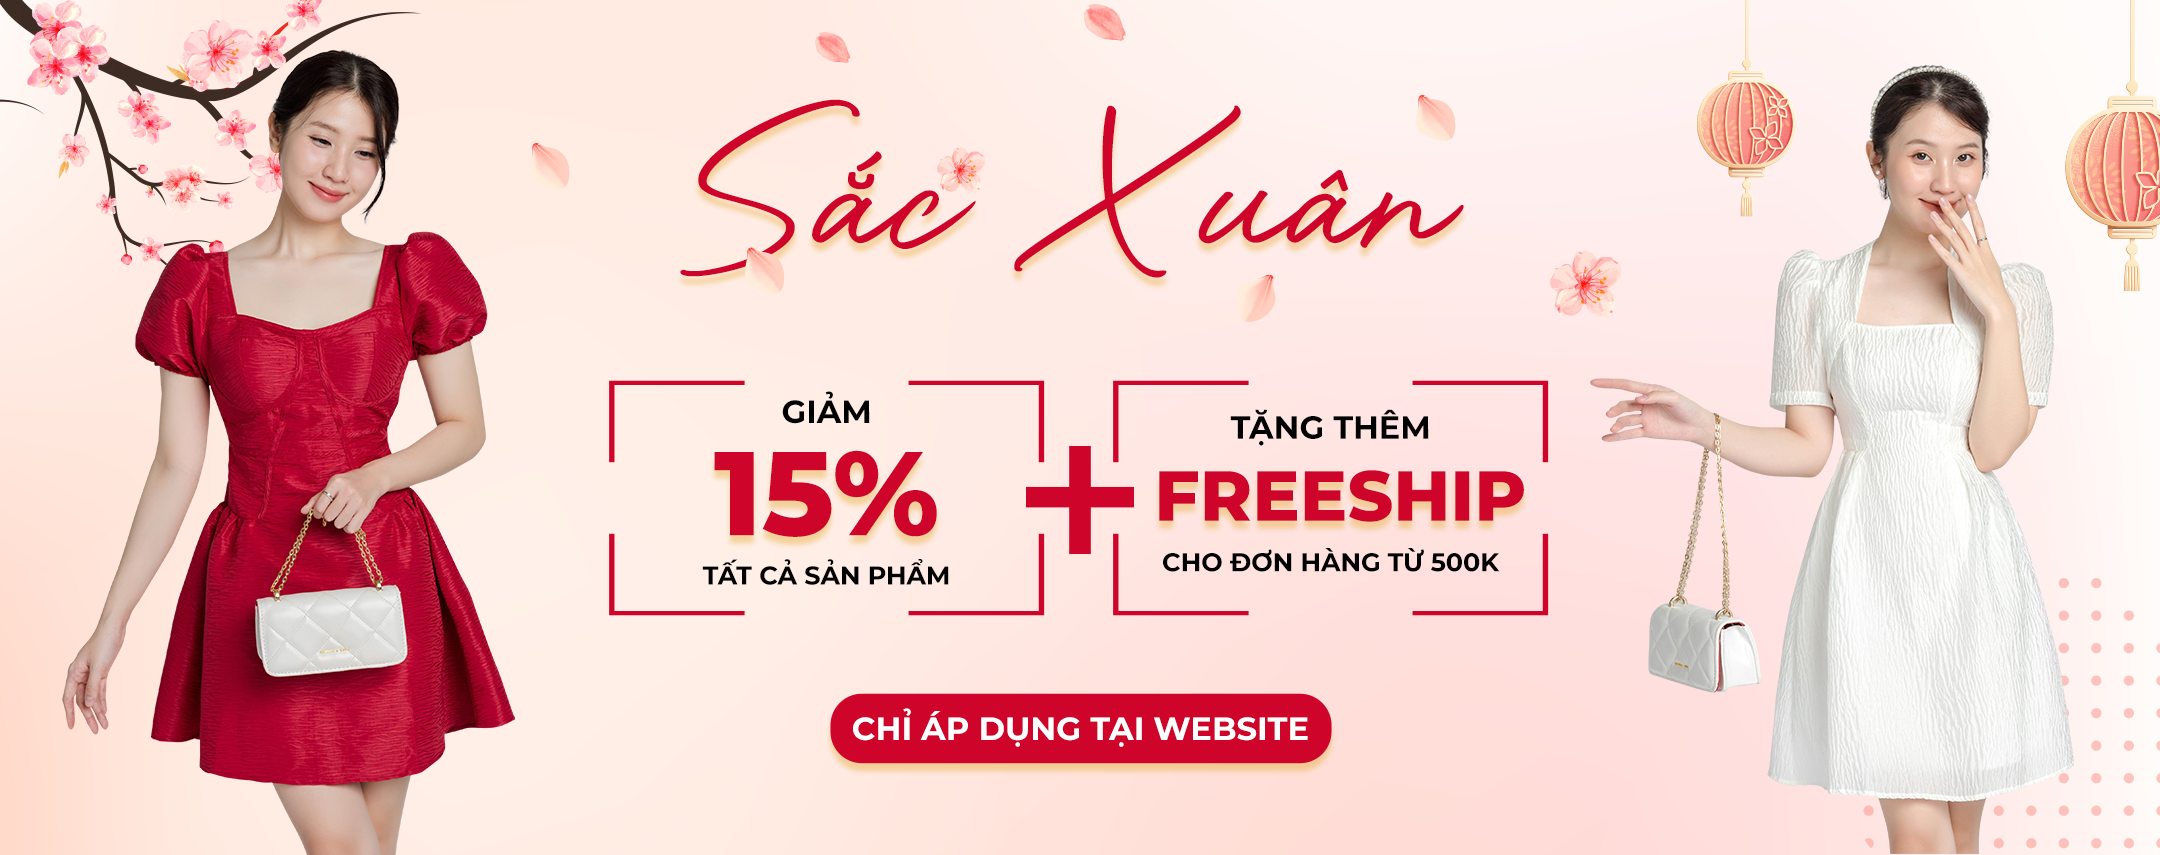 Sắc Xuân
GIẢM
15%
TẤT CẢ SẢN PHẨM
+
TẶNG THÊM
FREESHIP
CHO ĐƠN HÀNG TỪ 500K
CHỈ ÁP DỤNG TẠI WEBSITE